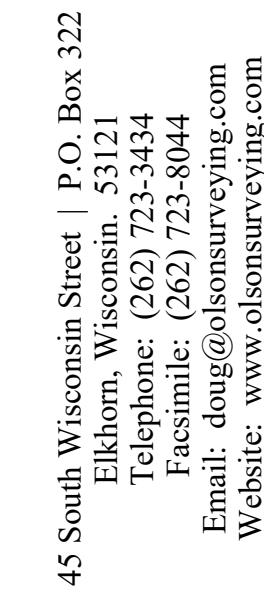 45 South Wisconsin Street | P.O. Box 322
Elkhorn, Wisconsin. 53121
Telephone: (262) 723-3434
Facsimile: (262) 723-8044
Email: doug@olsonsurveying.com
Website: www.olsonsurveying.com